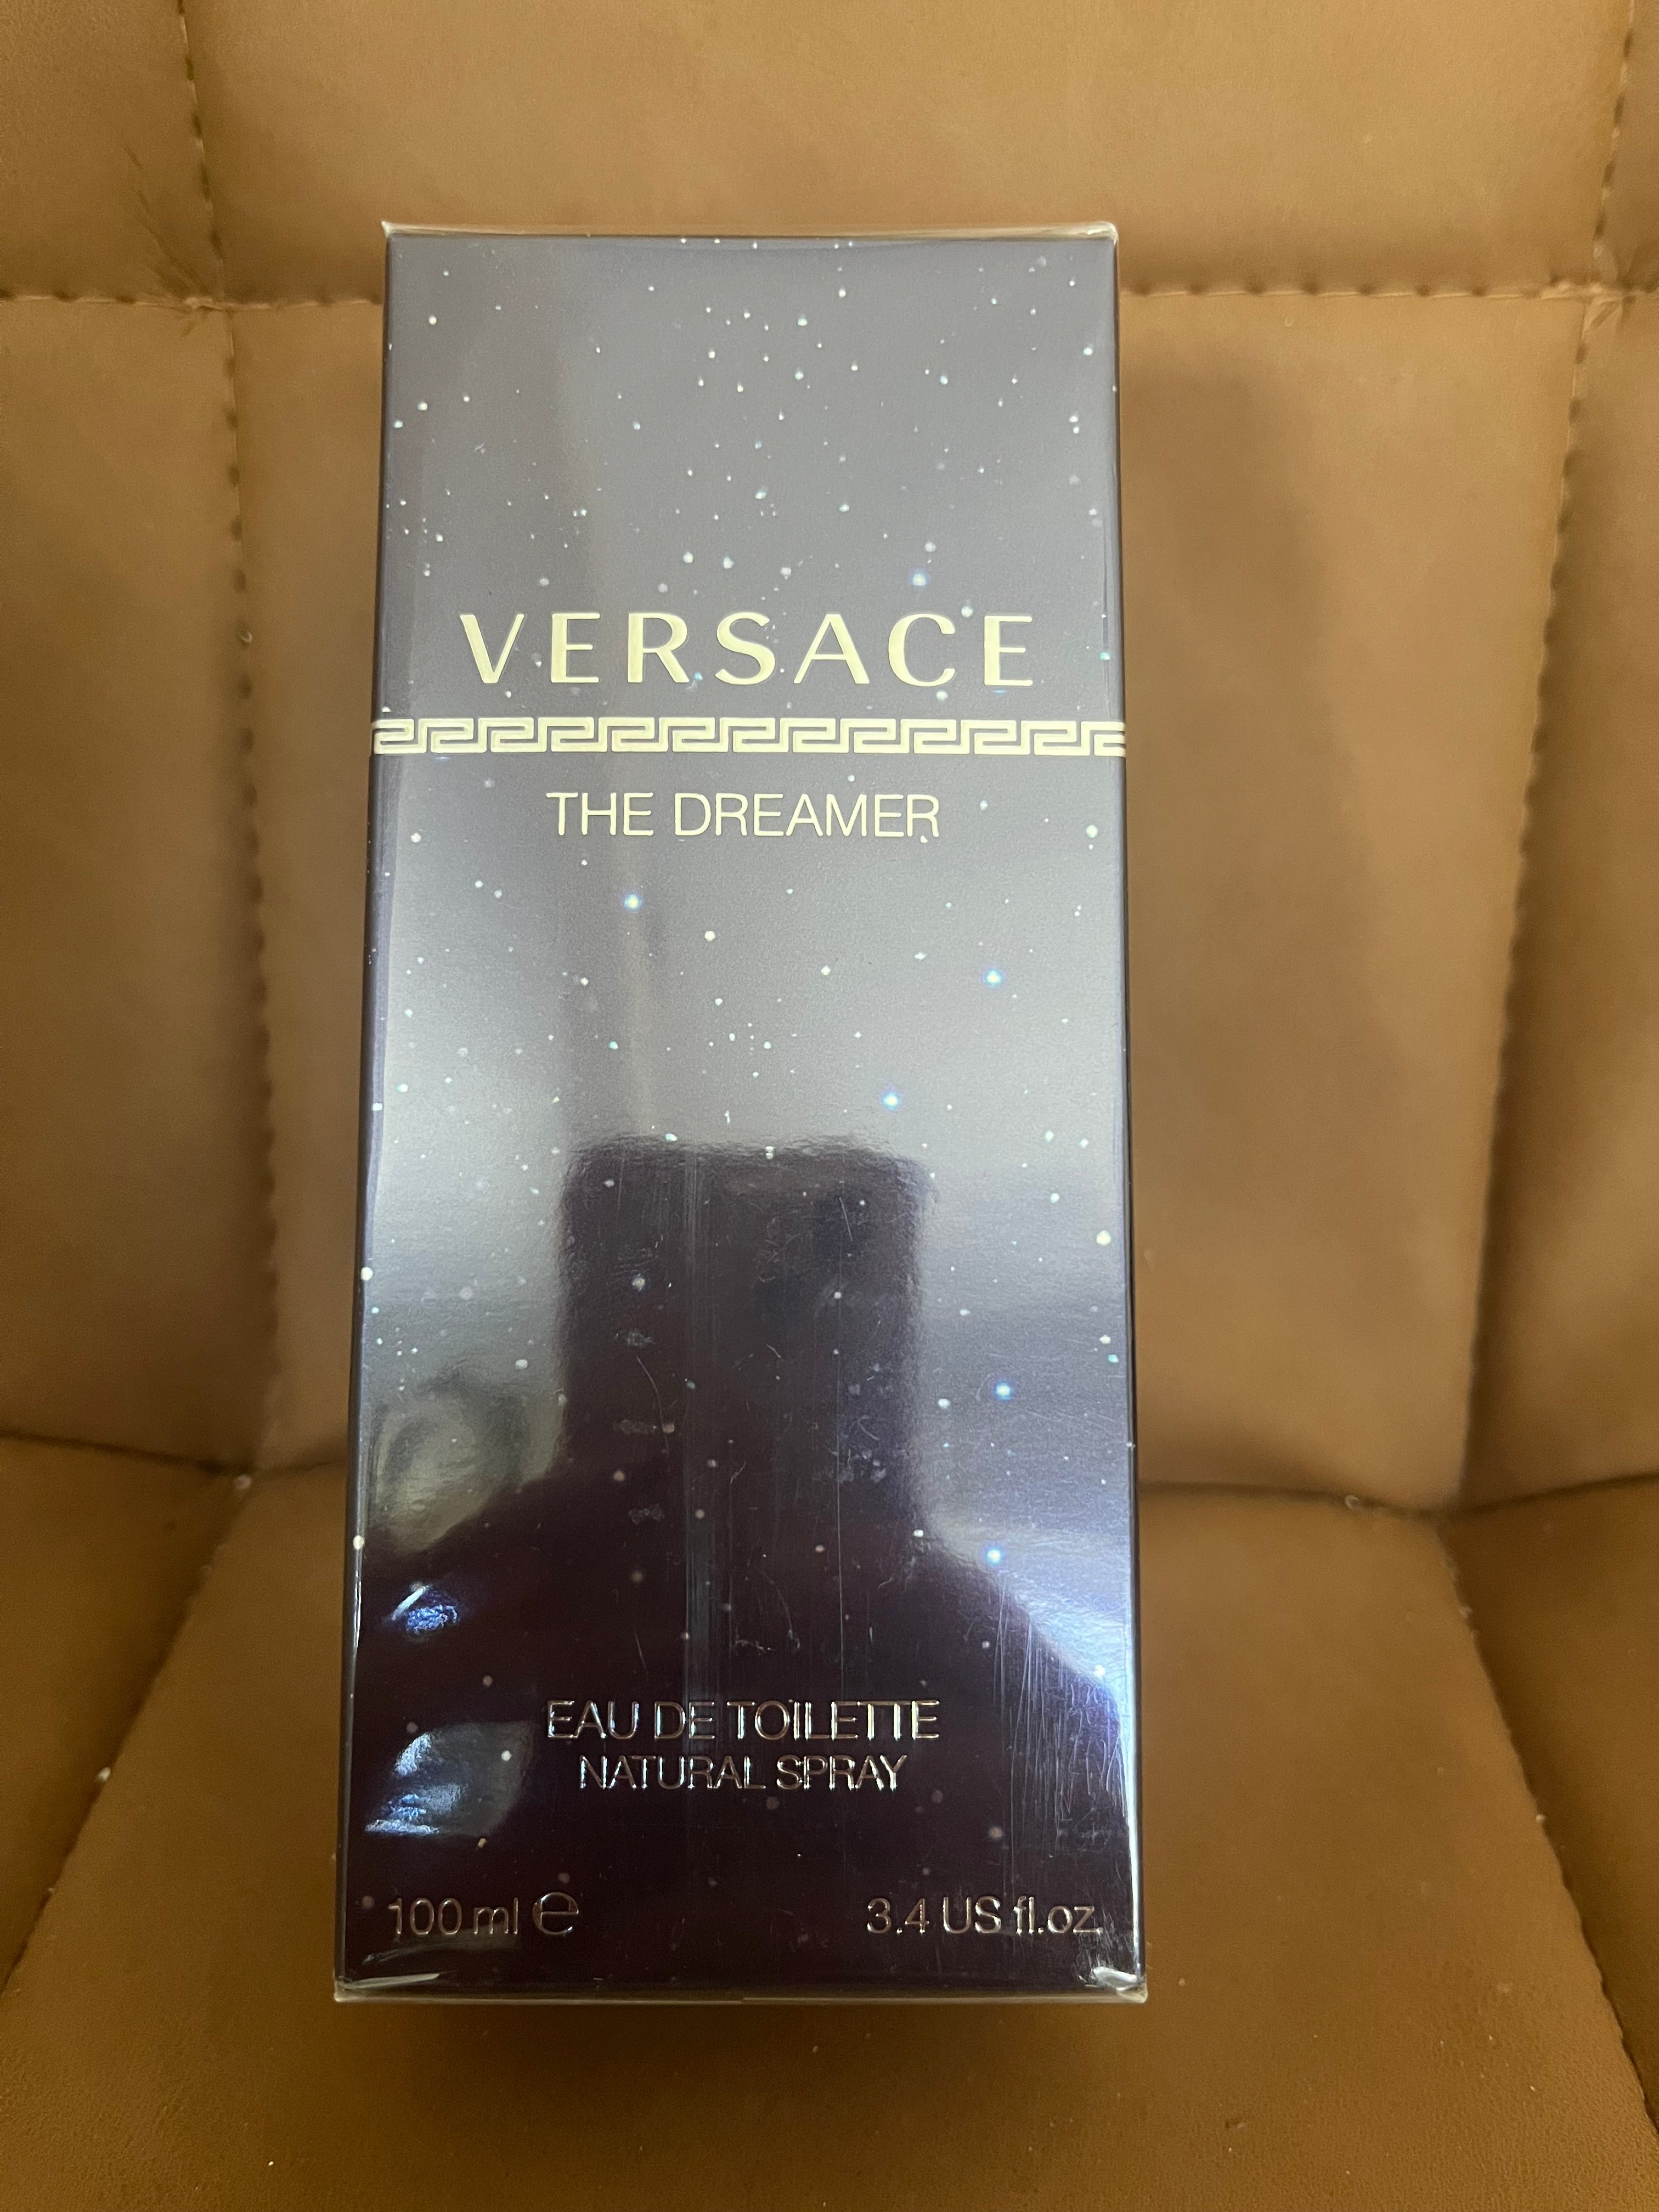 VERSACE
THE DREAMER
EAU DE TOILETTE
NATURAL SPRAY
100 ml ℮
3.4 US fl.oz.